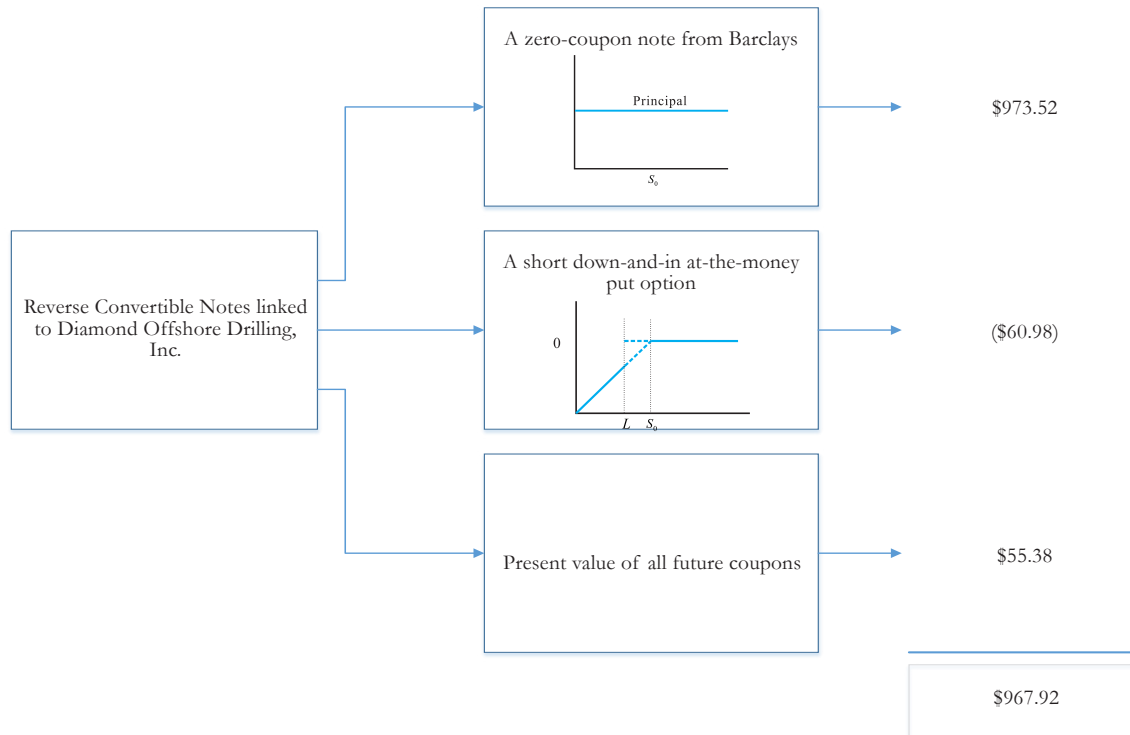 A zero-coupon note from Barclays
Principal
S₀
$973.52
Reverse Convertible Notes linked
to Diamond Offshore Drilling,
Inc.
A short down-and-in at-the-money
put option
0
L S₀
($60.98)
Present value of all future coupons
$55.38
$967.92